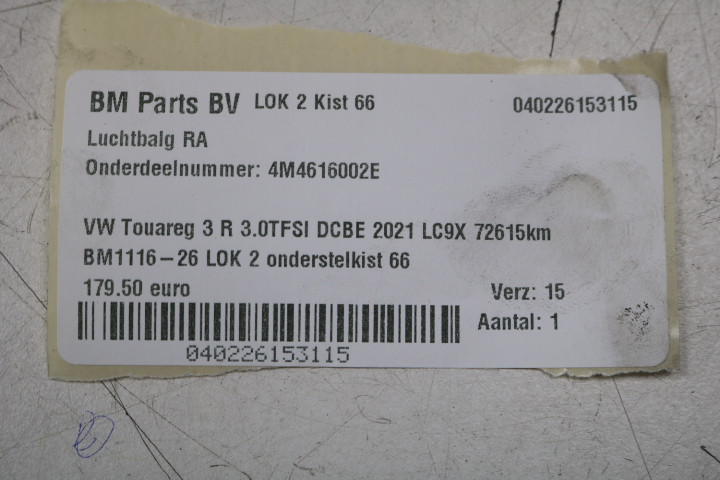 BM Parts BV LOK 2 Kist 66 040226153115
Luchtbalg RA
Onderdeelnummer: 4M4616002E
VW Touareg 3 R 3.0TFSI DCBE 2021 LC9X 72615km
BM1116-26 LOK 2 onderstelkist 66
179.50 euro Verz: 15
Aantal: 1
040226153115